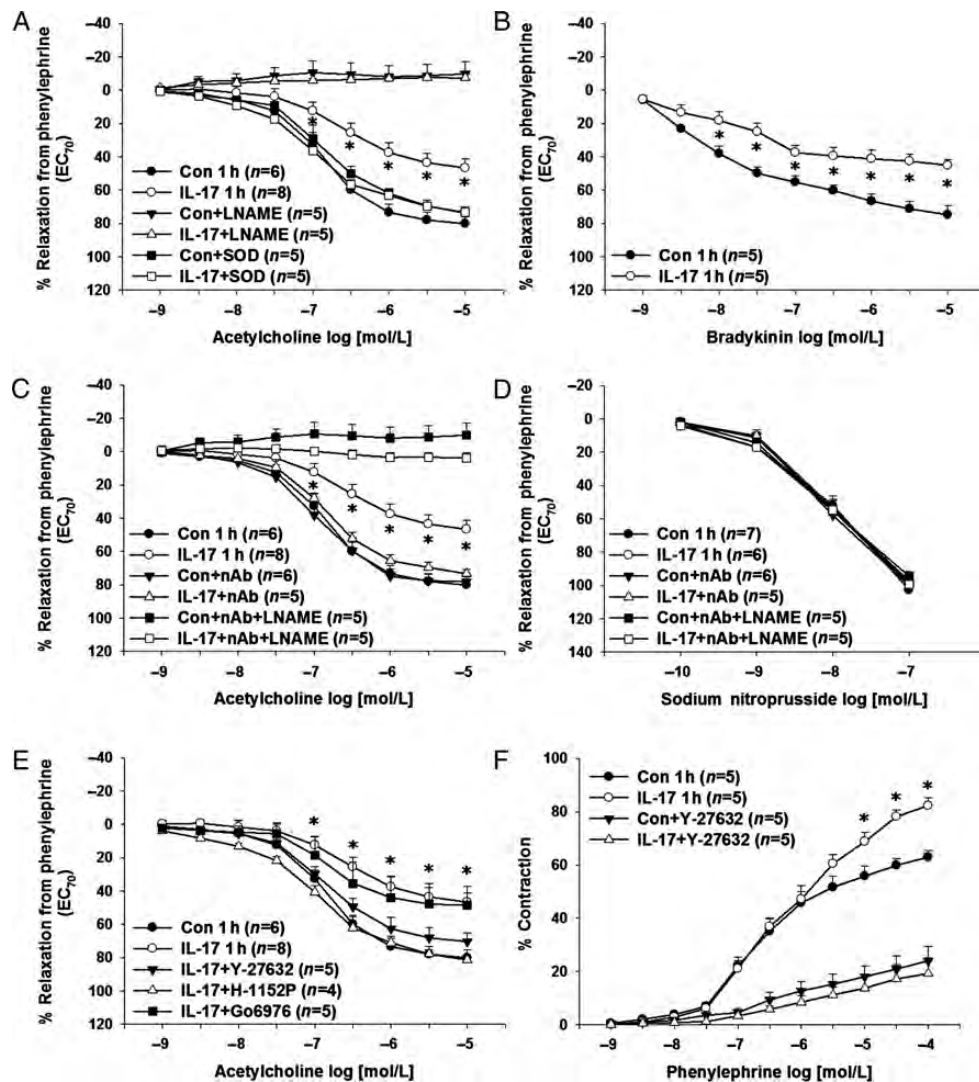 A
% Relaxation from phenylephrine
(EC70)
−40
−20
0
20
40
60
80
100
120
*
*
*
*
*
Con 1 h (n=6)
IL-17 1h (n=8)
Con+LNAME (n=5)
IL-17+LNAME (n=5)
Con+SOD (n=5)
IL-17+SOD (n=5)
−9
−8
−7
−6
−5
Acetylcholine log [mol/L]
B
% Relaxation from phenylephrine
(EC70)
−40
−20
0
20
40
60
80
100
120
*
*
*
*
*
*
*
Con 1 h (n=5)
IL-17 1h (n=5)
−9
−8
−7
−6
−5
Bradykinin log [mol/L]
C
% Relaxation from phenylephrine
(EC70)
−40
−20
0
20
40
60
80
100
120
*
*
*
*
*
Con 1 h (n=6)
IL-17 1h (n=8)
Con+nAb (n=6)
IL-17+nAb (n=5)
Con+nAb+LNAME (n=5)
IL-17+nAb+LNAME (n=5)
−9
−8
−7
−6
−5
Acetylcholine log [mol/L]
D
% Relaxation from phenylephrine
(EC70)
−20
0
20
40
60
80
100
120
140
Con 1 h (n=7)
IL-17 1h (n=6)
Con+nAb (n=6)
IL-17+nAb (n=5)
Con+nAb+LNAME (n=5)
IL-17+nAb+LNAME (n=5)
−10
−9
−8
−7
Sodium nitroprusside log [mol/L]
E
% Relaxation from phenylephrine
(EC70)
−40
−20
0
20
40
60
80
100
120
*
*
*
*
*
Con 1 h (n=6)
IL-17 1h (n=8)
IL-17+Y-27632 (n=5)
IL-17+H-1152P (n=4)
IL-17+Go6976 (n=5)
−9
−8
−7
−6
−5
Acetylcholine log [mol/L]
F
% Contraction
100
80
60
40
20
0
Con 1h (n=5)
IL-17 1h (n=5)
Con+Y-27632 (n=5)
IL-17+Y-27632 (n=5)
*
*
*
−9
−8
−7
−6
−5
−4
Phenylephrine log [mol/L]